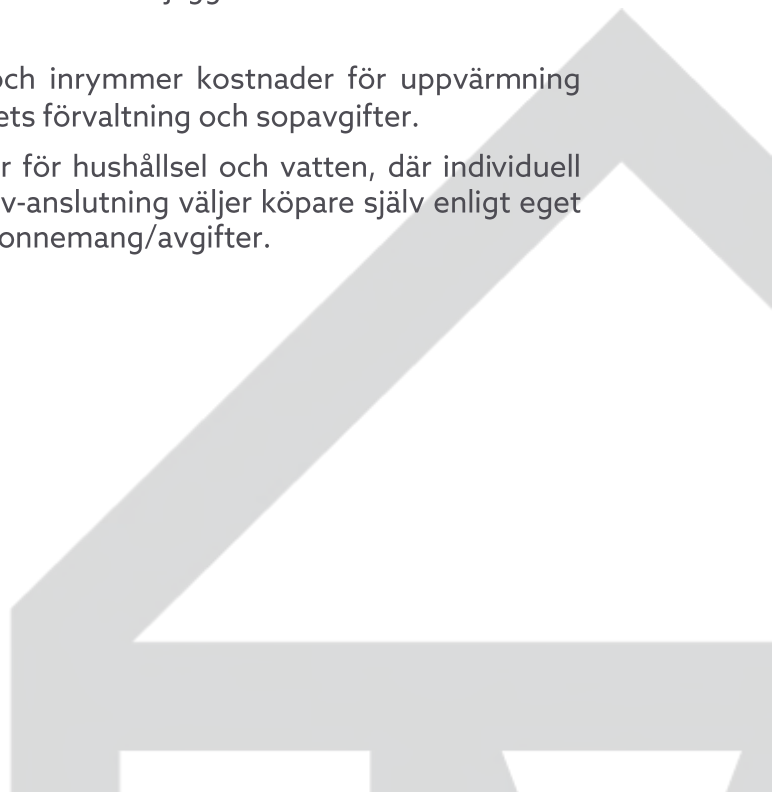 och inrymmer kostnader för uppvärmning
ets förvaltning och sopavgifter.
r för hushållsel och vatten, där individuell
v-anslutning väljer köpare själv enligt eget
onnemang/avgifter.